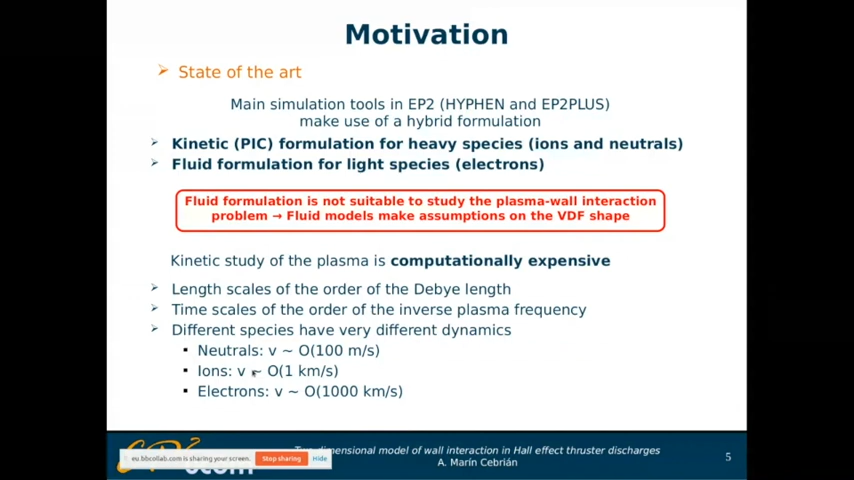 Motivation
State of the art
Main simulation tools in EP2 (HYPHEN and EP2PLUS)
make use of a hybrid formulation
Kinetic (PIC) formulation for heavy species (ions and neutrals)
Fluid formulation for light species (electrons)
Fluid formulation is not suitable to study the plasma-wall interaction
problem → Fluid models make assumptions on the VDF shape
Kinetic study of the plasma is computationally expensive
Length scales of the order of the Debye length
Time scales of the order of the inverse plasma frequency
Different species have very different dynamics
Neutrals: v ~ O(100 m/s)
Ions: v ~ O(1 km/s)
Electrons: v ~ O(1000 km/s)
dimensional model of wall interaction in Hall effect thruster discharges
A. Marín Cebrián
5
eu.bbcollab.com is sharing your screen.
Stop sharing
Hide